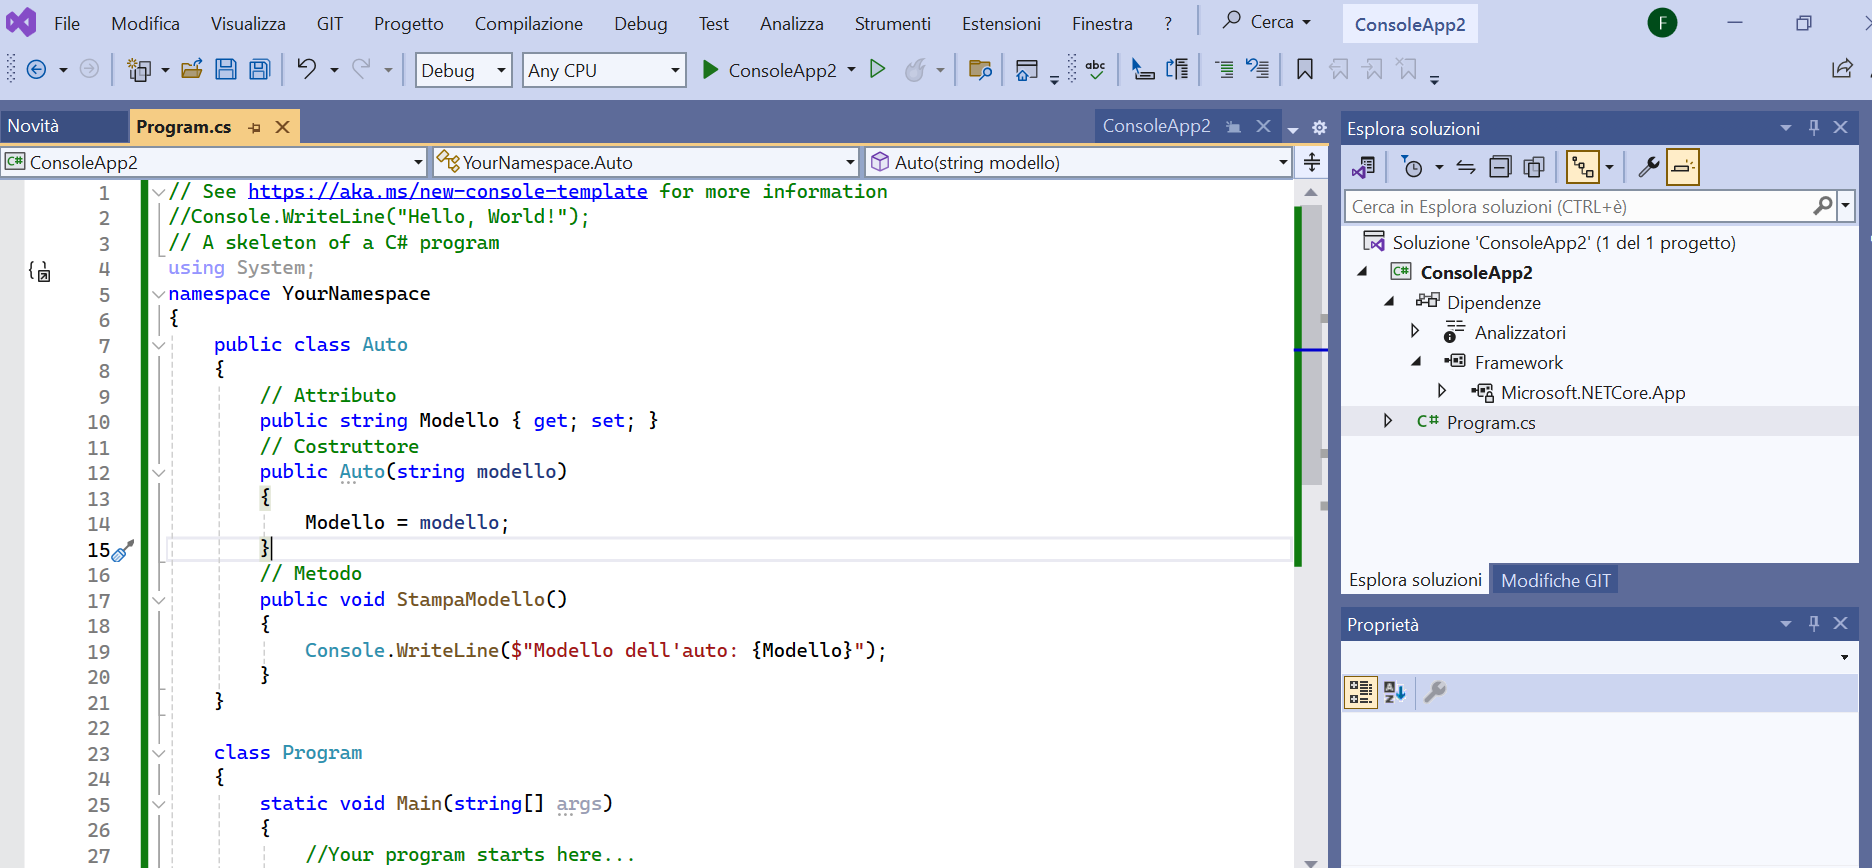 File Modifica Visualizza GIT Progetto Compilazione Debug Test Analizza Strumenti Estensioni Finestra ? Cerca ConsoleApp2 F
Debug Any CPU ConsoleApp2 abc
Novità Program.cs ConsoleApp2
C# ConsoleApp2 YourNamespace.Auto Auto(string modello)
1 // See https://aka.ms/new-console-template for more information
2 //Console.WriteLine("Hello, World!");
3 // A skeleton of a C# program
4 using System;
5 namespace YourNamespace
6 {
7 public class Auto
8 {
9 // Attributo
10 public string Modello { get; set; }
11 // Costruttore
12 public Auto(string modello)
13 {
14 Modello = modello;
15 }
16 // Metodo
17 public void StampaModello()
18 {
19 Console.WriteLine($"Modello dell'auto: {Modello}");
20 }
21 }
22
23 class Program
24 {
25 static void Main(string[] args)
26 {
27 //Your program starts here...
Esplora soluzioni
Cerca in Esplora soluzioni (CTRL+è)
Soluzione 'ConsoleApp2' (1 del 1 progetto)
C# ConsoleApp2
Dipendenze
Analizzatori
Framework
Microsoft.NETCore.App
C# Program.cs
Esplora soluzioni Modifiche GIT
Proprietà
A
Z